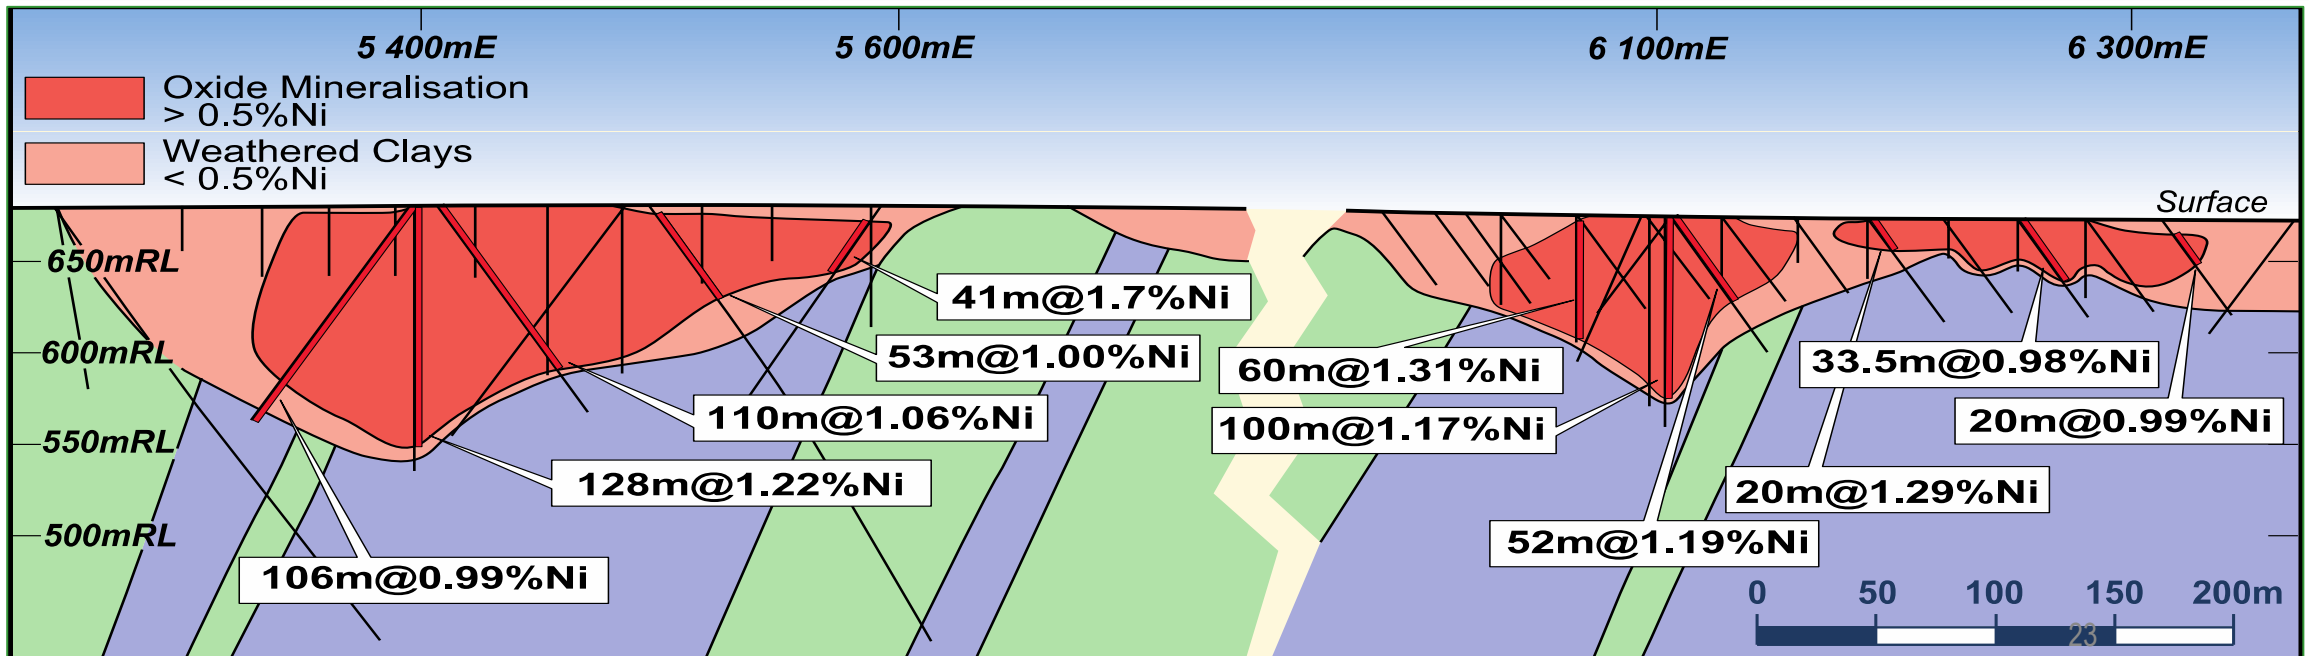 5 400mE
5 600mE
6 100mE
6 300mE
Oxide Mineralisation
> 0.5%Ni
Weathered Clays
< 0.5%Ni
Surface
650mRL
41m@1.7%Ni
53m@1.00%Ni
600mRL
60m@1.31%Ni
33.5m@0.98%Ni
110m@1.06%Ni
100m@1.17%Ni
20m@0.99%Ni
550mRL
128m@1.22%Ni
20m@1.29%Ni
500mRL
52m@1.19%Ni
106m@0.99%Ni
0 50 100 150 200m
23